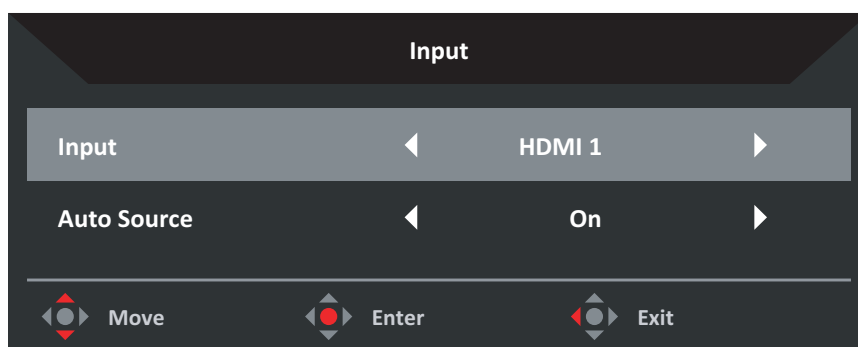 Input
Input HDMI 1
Auto Source On
Move Enter Exit